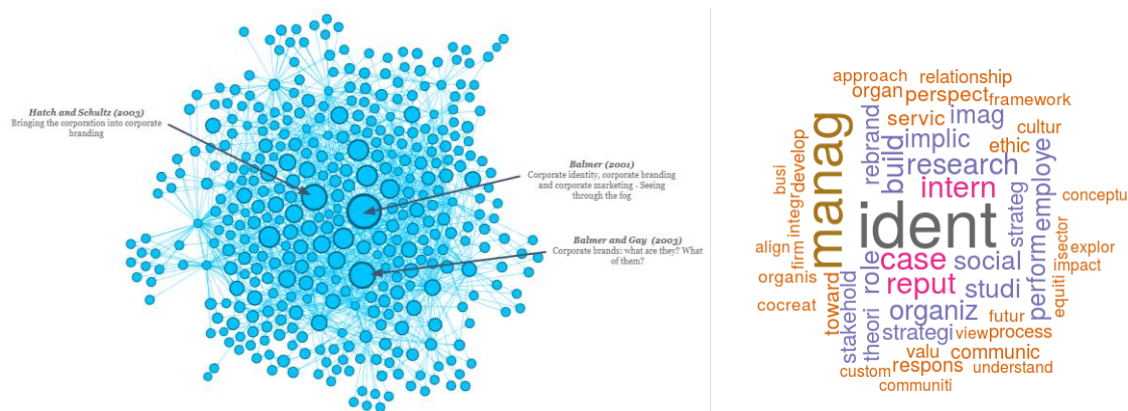 Hatch and Schultz (2003)
Bringing the corporation into corporate
branding
Balmer (2001)
Corporate identity, corporate branding
and corporate marketing - Seeing
through the fog
Balmer and Gay (2003)
Corporate brands: what are they? What
of them?
approach
relationship
organ
perspect
framework
servic
imag
cultur
implic
ethic
rebrand
build
research
employe
develop
busi
integr
manag
intern
conceptu
ident
strateg
sector
align
firm
case
social
explor
impact
organis
role
reput
studi
perform
equiti
cocreat
toward
stakehold
organiz
futur
theori
strategi
view
process
valu
communic
custom
respons
understand
communiti